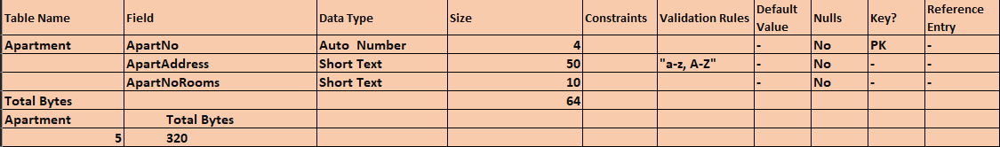 Table Name Field Data Type Size Constraints Validation Rules Default Value Nulls Key? Reference Entry
Apartment ApartNo Auto Number 4 - No PK -
ApartAddress Short Text 50 "a-z, A-Z" - No - -
ApartNoRooms Short Text 10 - No - -
Total Bytes 64
Apartment Total Bytes
5 320